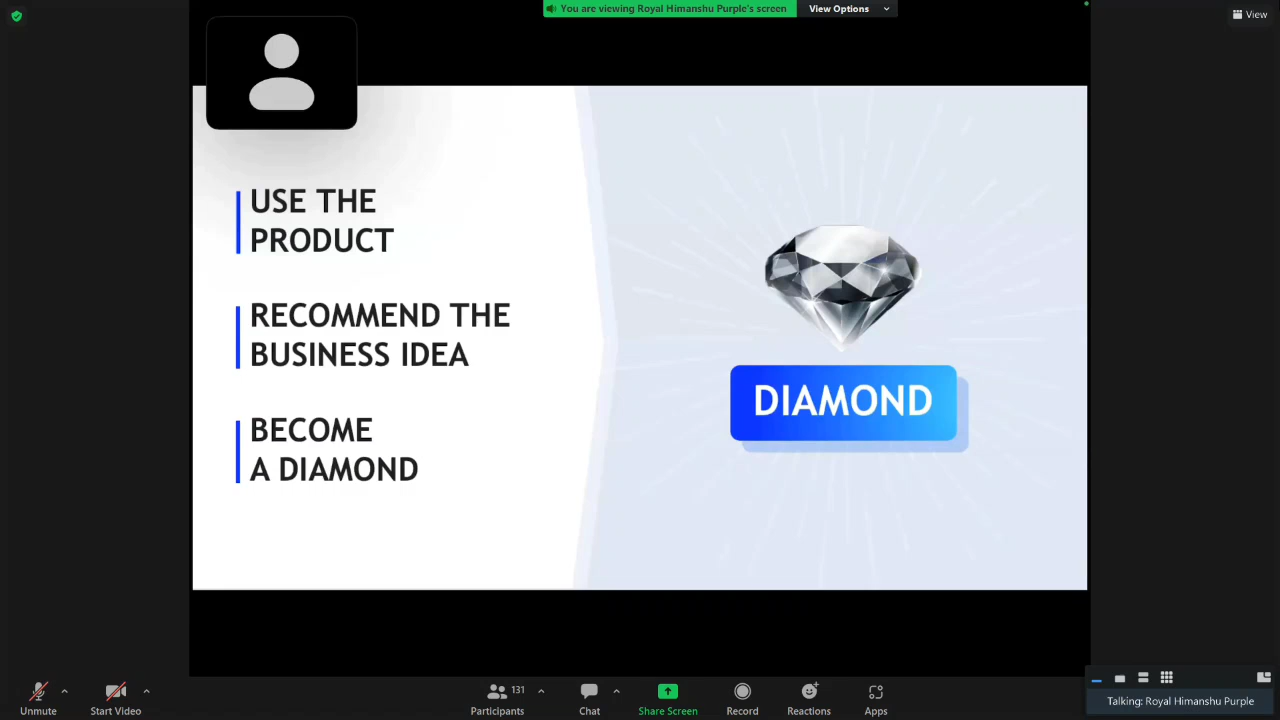 You are viewing Royal Himanshu Purple's screen
View Options
View
USE THE
PRODUCT
RECOMMEND THE
BUSINESS IDEA
BECOME
A DIAMOND
DIAMOND
Unmute
Start Video
131
Participants
Chat
Share Screen
Record
Reactions
Apps
Talking: Royal Himanshu Purple